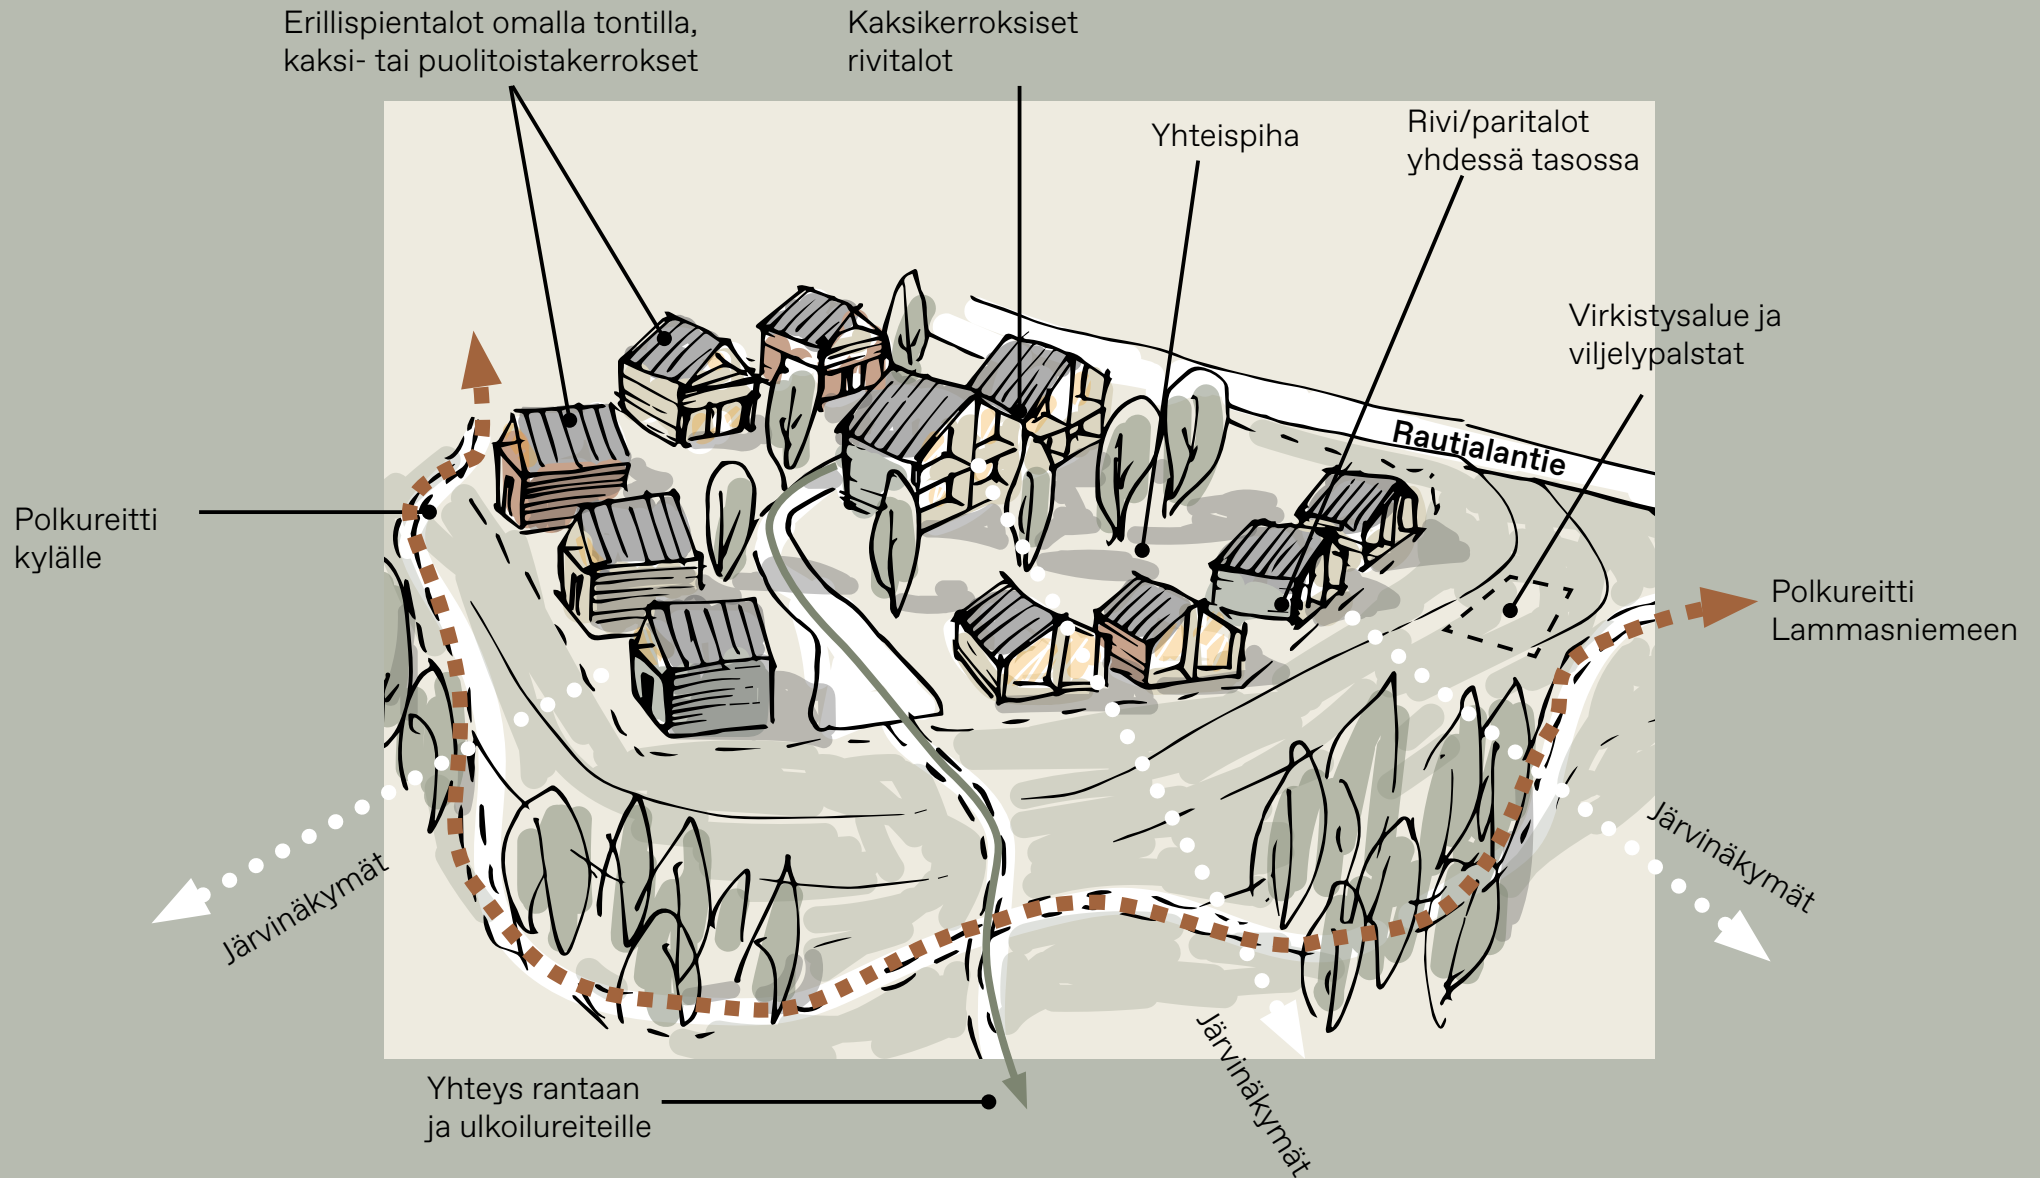 Erillispientalot omalla tontilla,
kaksi- tai puolitoistakerrokset
Kaksikerroksiset
rivitalot
Yhteispiha
Rivi/paritalot
yhdessä tasossa
Virkistysalue ja
viljelypalstat
Rautialantie
Polkureitti
kylälle
Polkureitti
Lammasniemeen
Järvinäkymät
Järvinäkymät
Järvinäkymät
Yhteys rantaan
ja ulkoilureiteille